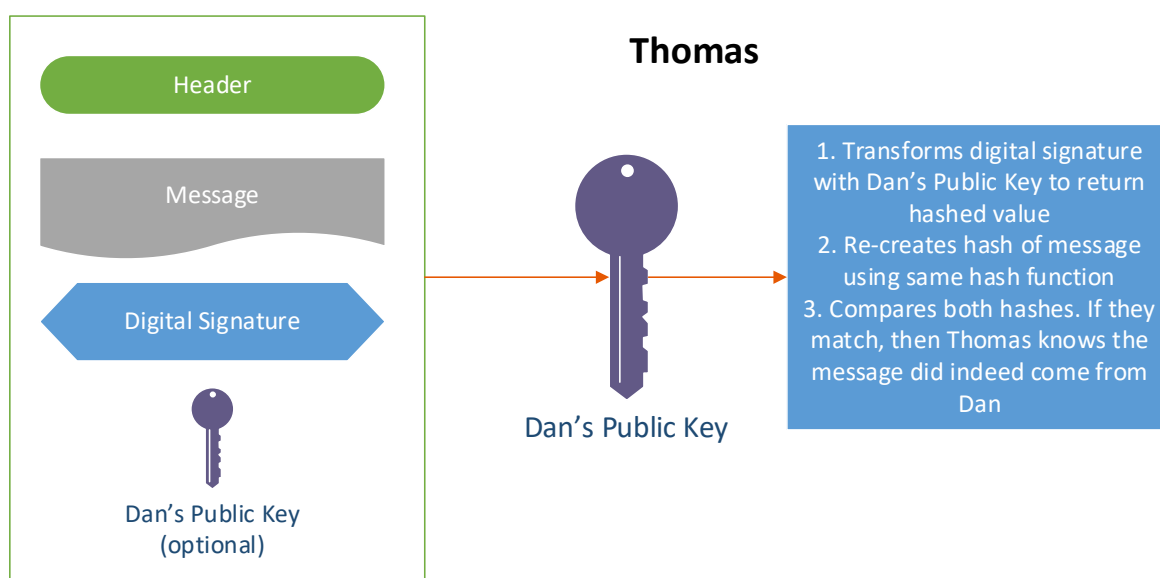 Thomas
Header
Message
Digital Signature
Dan’s Public Key
(optional)
Dan’s Public Key
1. Transforms digital signature
with Dan’s Public Key to return
hashed value
2. Re-creates hash of message
using same hash function
3. Compares both hashes. If they
match, then Thomas knows the
message did indeed come from
Dan